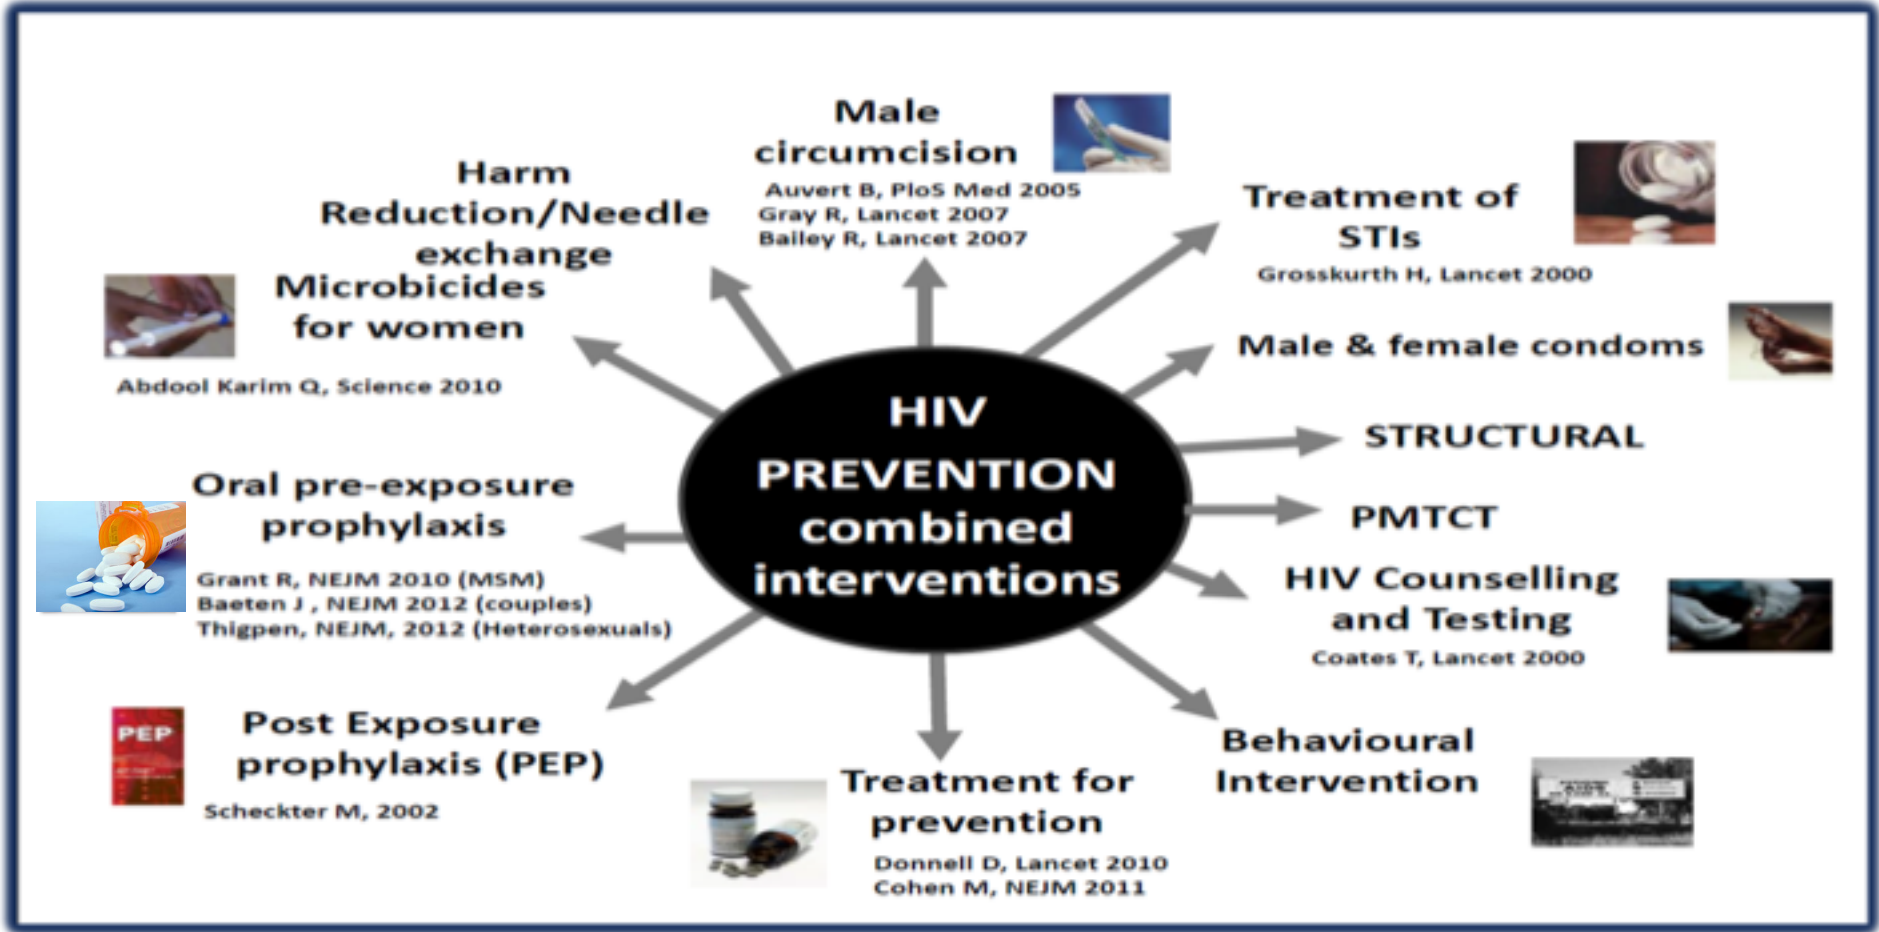 Male
circumcision
Auvert B, PloS Med 2005
Gray R, Lancet 2007
Bailey R, Lancet 2007
Harm
Reduction/Needle
exchange
Microbicides
for women
Abdool Karim Q, Science 2010
Oral pre-exposure
prophylaxis
Grant R, NEJM 2010 (MSM)
Baeten J , NEJM 2012 (couples)
Thigpen, NEJM, 2012 (Heterosexuals)
PEP
Post Exposure
prophylaxis (PEP)
Scheckter M, 2002
HIV
PREVENTION
combined
interventions
Treatment of
STIs
Grosskurth H, Lancet 2000
Male & female condoms
STRUCTURAL
PMTCT
HIV Counselling
and Testing
Coates T, Lancet 2000
Behavioural
Intervention
Treatment for
prevention
Donnell D, Lancet 2010
Cohen M, NEJM 2011